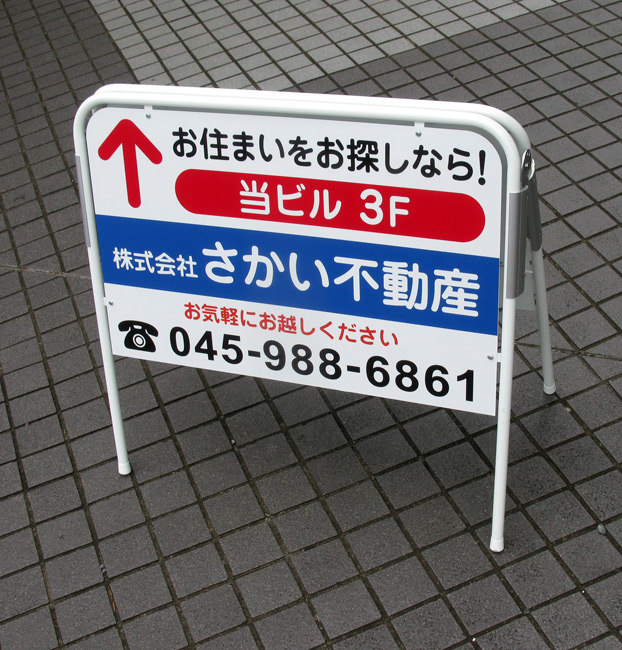 お住まいをお探しなら!
当ビル 3F
株式会社 さかい不動産
お気軽にお越しください
045-988-6861